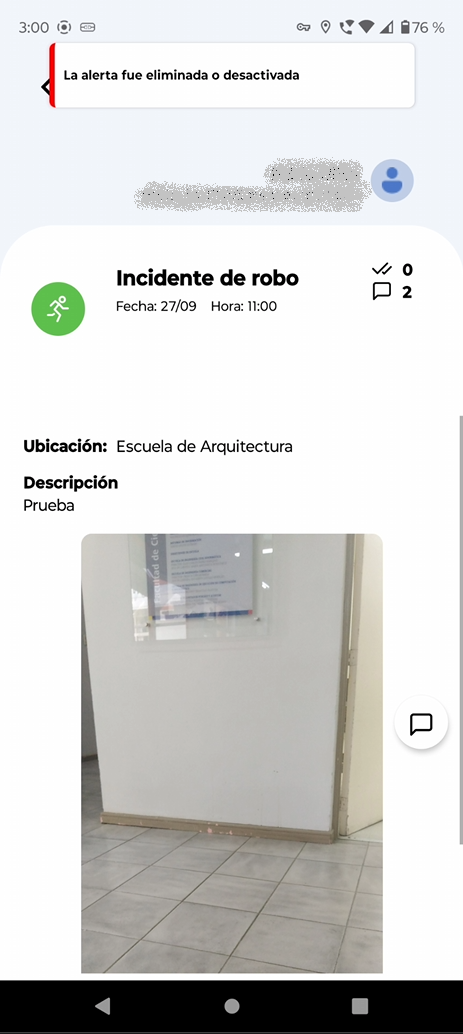 3:00
76 %
La alerta fue eliminada o desactivada
Incidente de robo
0
Fecha: 27/09 Hora: 11:00
2
Ubicación: Escuela de Arquitectura
Descripción
Prueba